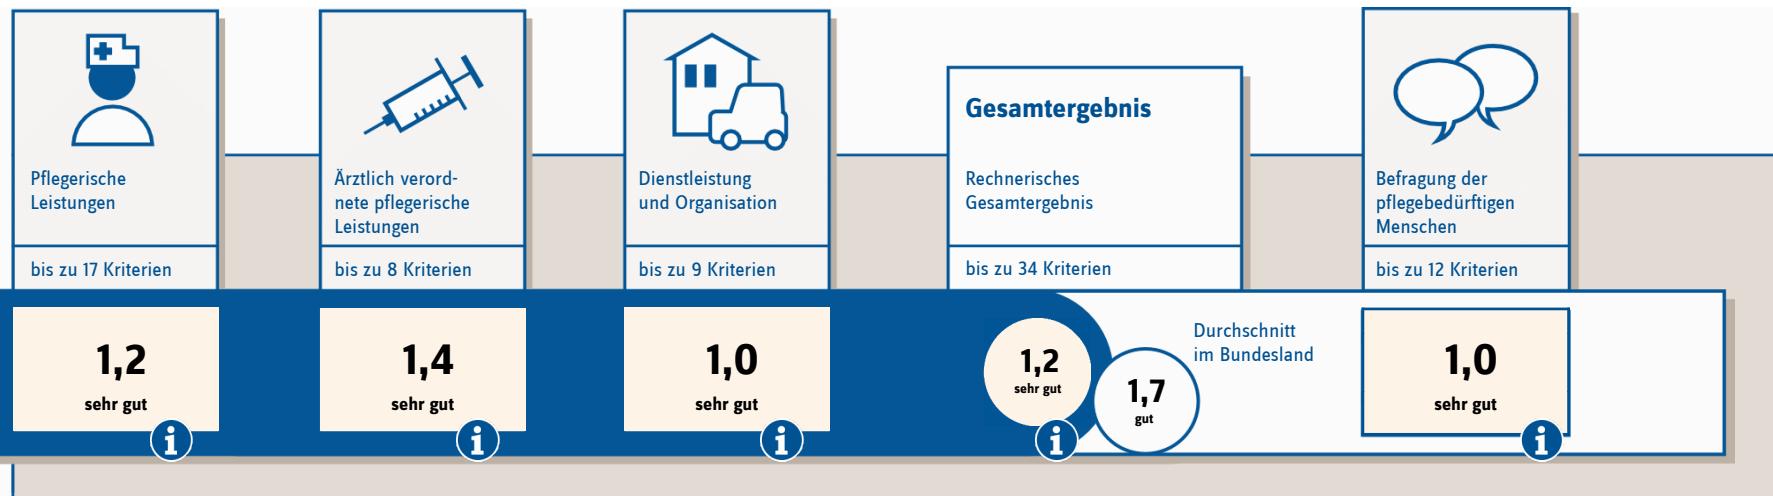 Pflegerische
Leistungen
bis zu 17 Kriterien
1,2
sehr gut
i
Ärztlich verord-
nete pflegerische
Leistungen
bis zu 8 Kriterien
1,4
sehr gut
i
Dienstleistung
und Organisation
bis zu 9 Kriterien
1,0
sehr gut
i
Gesamtergebnis
Rechnerisches
Gesamtergebnis
bis zu 34 Kriterien
1,2
sehr gut
i
1,7
gut
Durchschnitt
im Bundesland
Befragung der
pflegebedürftigen
Menschen
bis zu 12 Kriterien
1,0
sehr gut
i